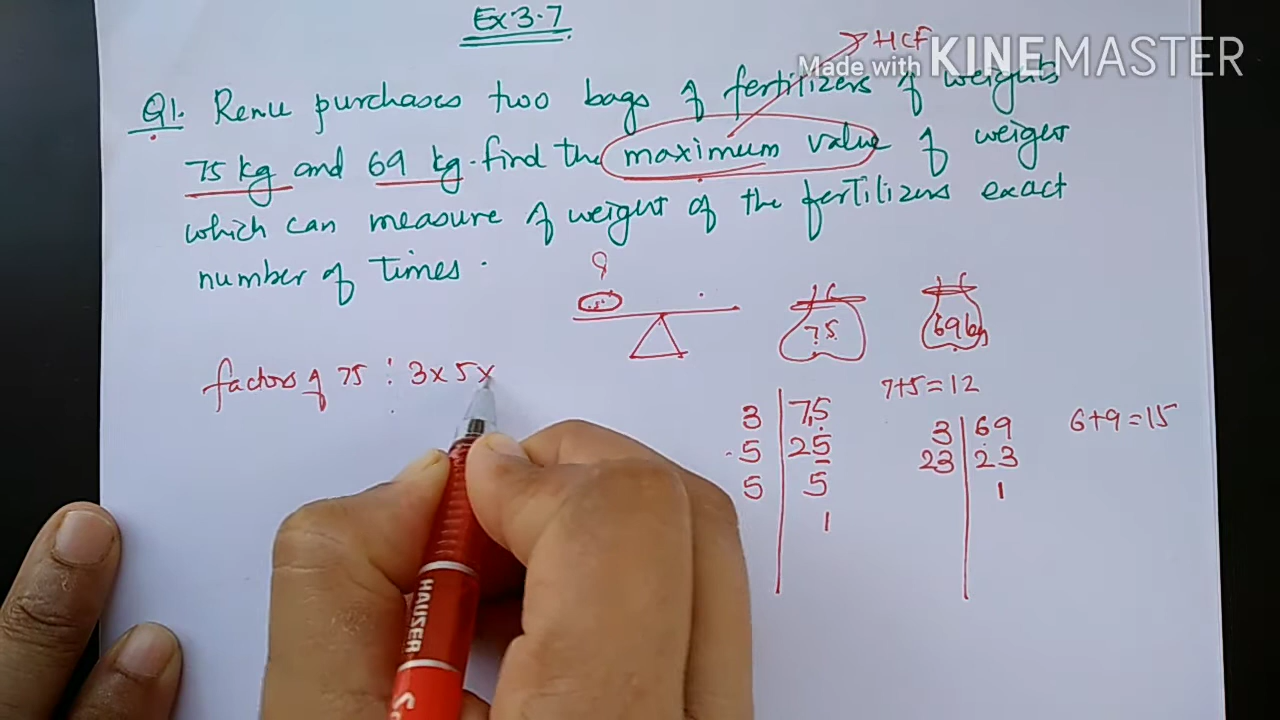 Ex 3.7
HCF
Made with KINEMASTER
Q1. Renu purchases two bags of fertilizers of weights
75 kg and 69 kg. find the maximum value of weight
which can measure of weight of the fertilizers exact
number of times.
75
69kg
factors of 75 : 3x5x
7+5=12
6+9=15
3 | 75
5 | 25
5 | 5
1
3 | 69
23 | 23
1
HAUSER